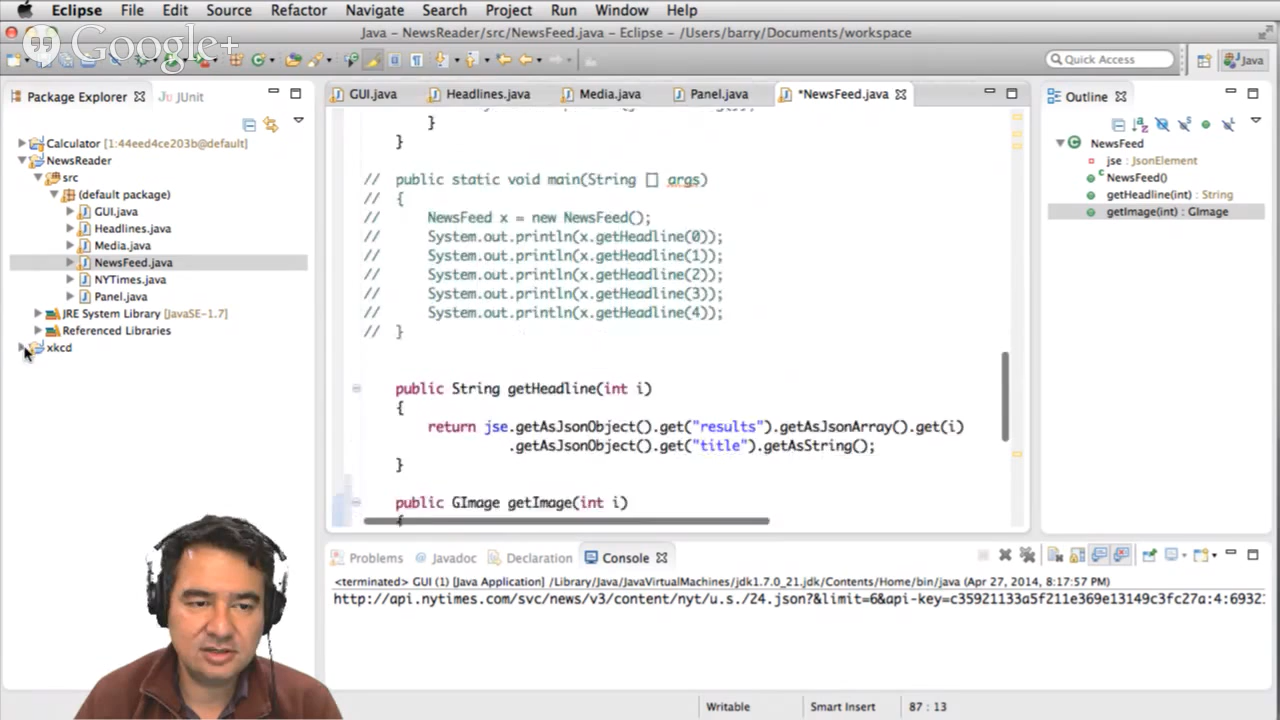 Eclipse File Edit Source Refactor Navigate Search Project Run Window Help
Google+
Java - NewsReader/src/NewsFeed.java - Eclipse - /Users/barry/Documents/workspace
Quick Access
Java
Package Explorer JUnit
GUI.java Headlines.java Media.java Panel.java *NewsFeed.java
Outline
Calculator [1:44eed4ce203b@default]
NewsReader
src
(default package)
GUI.java
Headlines.java
Media.java
NewsFeed.java
NYTimes.java
Panel.java
JRE System Library [JavaSE-1.7]
Referenced Libraries
xkcd
}
}
// public static void main(String [] args)
// {
// NewsFeed x = new NewsFeed();
// System.out.println(x.getHeadline(0));
// System.out.println(x.getHeadline(1));
// System.out.println(x.getHeadline(2));
// System.out.println(x.getHeadline(3));
// System.out.println(x.getHeadline(4));
// }
public String getHeadline(int i)
{
return jse.getAsJsonObject().get("results").getAsJsonArray().get(i)
.getAsJsonObject().get("title").getAsString();
}
public GImage getImage(int i)
{
NewsFeed
jse : JsonElement
NewsFeed()
getHeadline(int) : String
getImage(int) : GImage
Problems Javadoc Declaration Console
<terminated> GUI (1) [Java Application] /Library/Java/JavaVirtualMachines/jdk1.7.0_21.jdk/Contents/Home/bin/java (Apr 27, 2014, 8:17:57 PM)
http://api.nytimes.com/svc/news/v3/content/nyt/u.s./24.json?&limit=6&api-key=c35921133a5f211e369e13149c3fc27a:4:6932
Writable Smart Insert 87 : 13